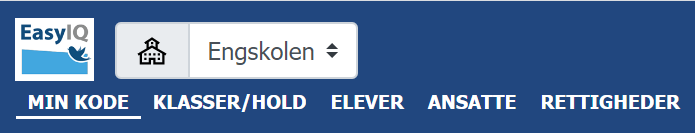 EasyIQ
Engskolen
MIN KODE KLASSER/HOLD ELEVER ANSATTE RETTIGHEDER